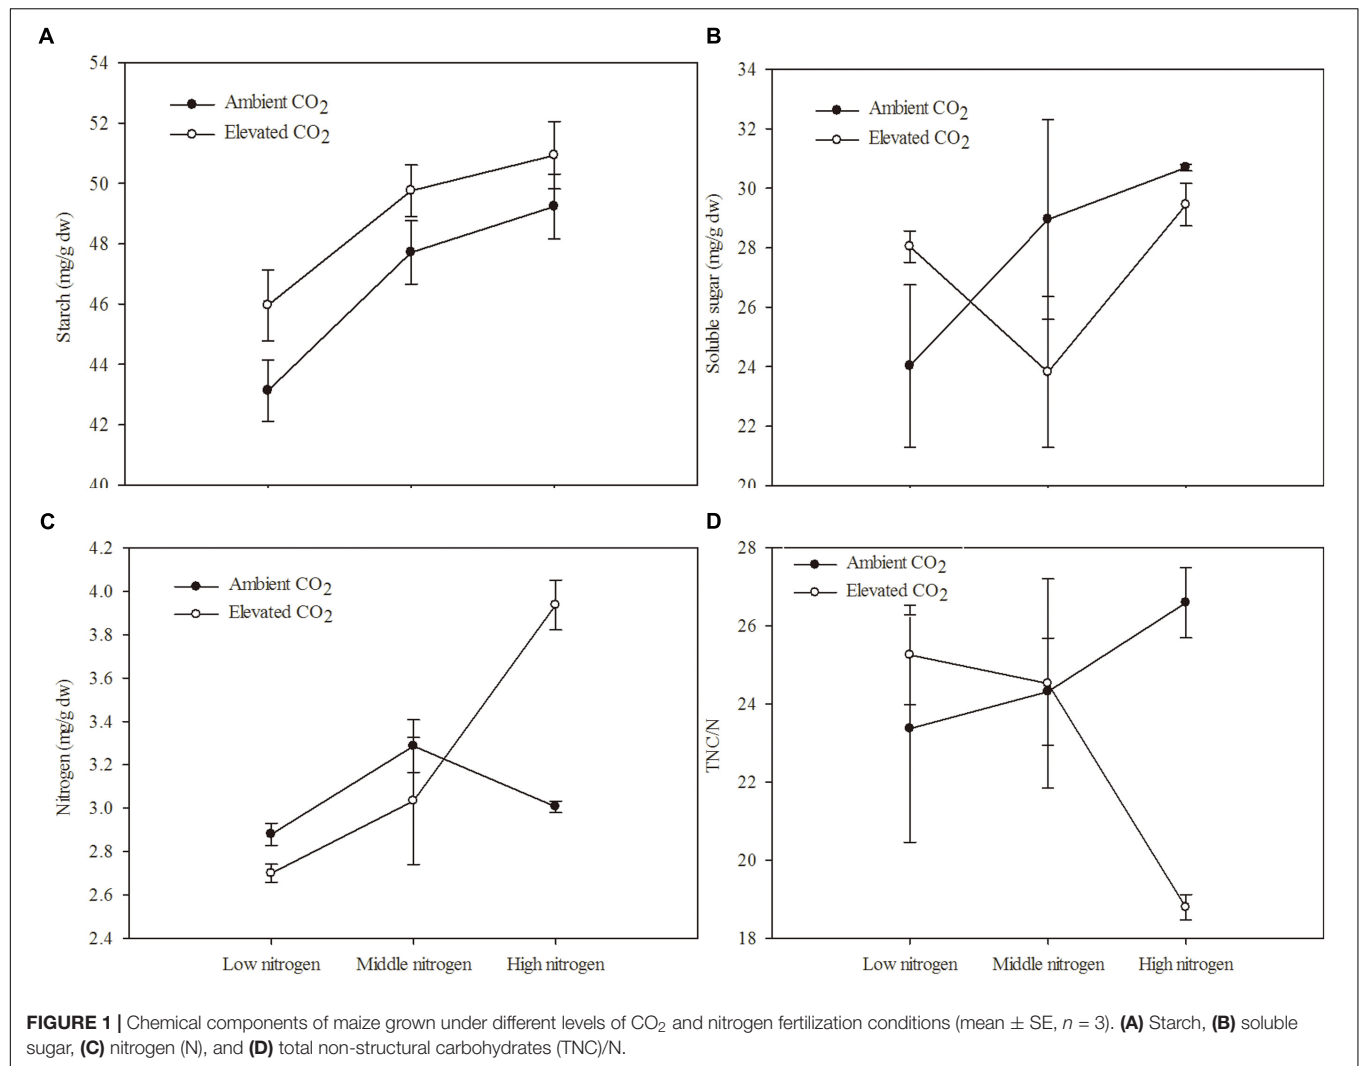 A
54
52
50
48
46
44
42
40
Starch (mg/g dw)
Ambient CO2
Elevated CO2
B
34
32
30
28
26
24
22
20
Soluble sugar (mg/g dw)
Ambient CO2
Elevated CO2
C
4.2
4.0
3.8
3.6
3.4
3.2
3.0
2.8
2.6
2.4
Nitrogen (mg/g dw)
Ambient CO2
Elevated CO2
Low nitrogen Middle nitrogen High nitrogen
D
28
26
24
22
20
18
TNC/N
Ambient CO2
Elevated CO2
Low nitrogen Middle nitrogen High nitrogen
FIGURE 1 | Chemical components of maize grown under different levels of CO2 and nitrogen fertilization conditions (mean ± SE, n = 3). (A) Starch, (B) soluble
sugar, (C) nitrogen (N), and (D) total non-structural carbohydrates (TNC)/N.